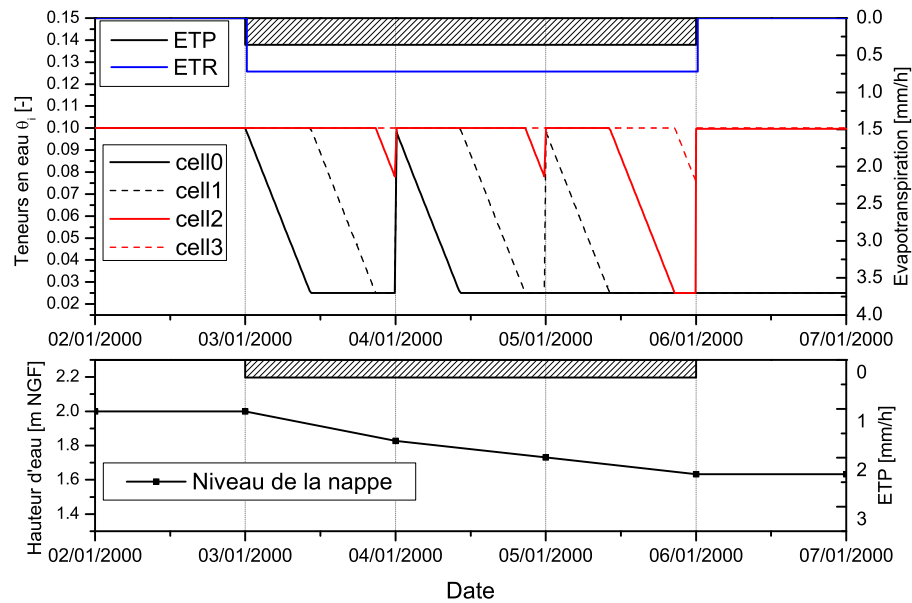 0.15
0.14
0.13
0.12
0.11
0.10
0.09
0.08
0.07
0.06
0.05
0.04
0.03
0.02
Teneurs en eau θi [-]
ETP
ETR
cell0
cell1
cell2
cell3
0.0
0.5
1.0
1.5
2.0
2.5
3.0
3.5
4.0
Evapotranspiration [mm/h]
02/01/2000 03/01/2000 04/01/2000 05/01/2000 06/01/2000 07/01/2000
2.2
2.0
1.8
1.6
1.4
Hauteur d'eau [m NGF]
Niveau de la nappe
0
1
2
3
ETP [mm/h]
02/01/2000 03/01/2000 04/01/2000 05/01/2000 06/01/2000 07/01/2000
Date